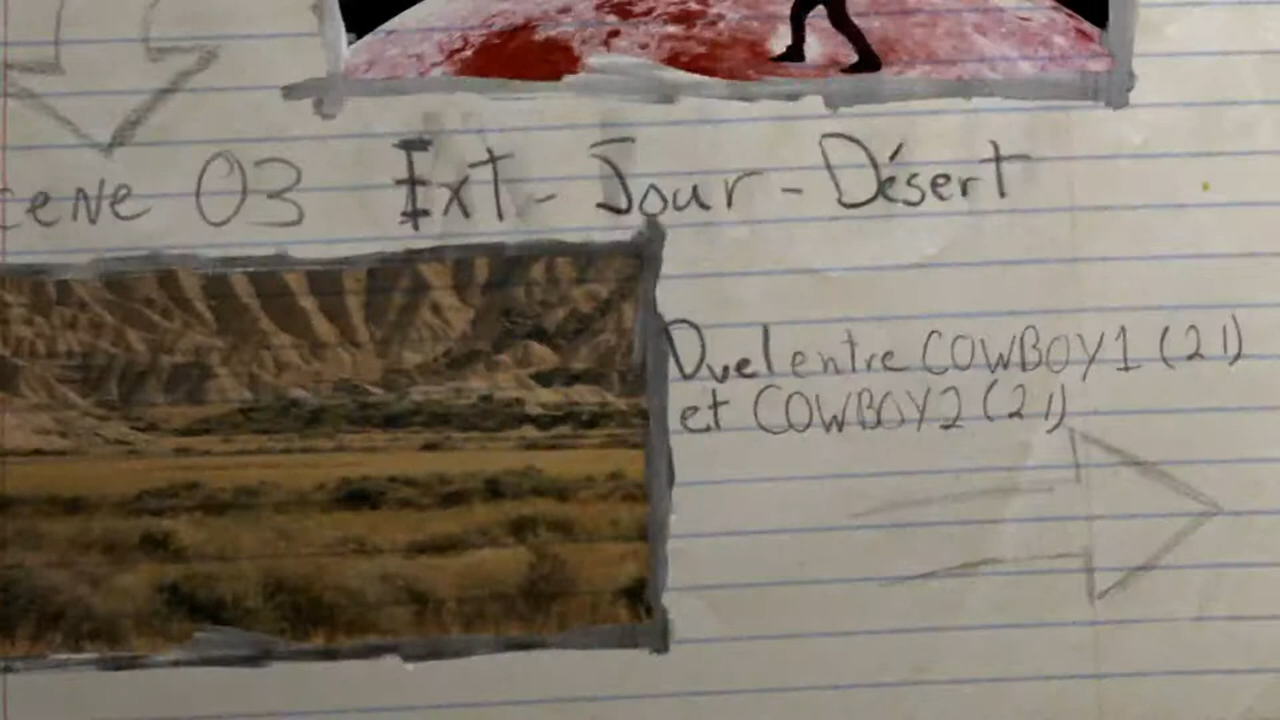 cene 03 Ext - Jour - Désert
Duel entre COWBOY1 (21)
et COWBOY2 (21)